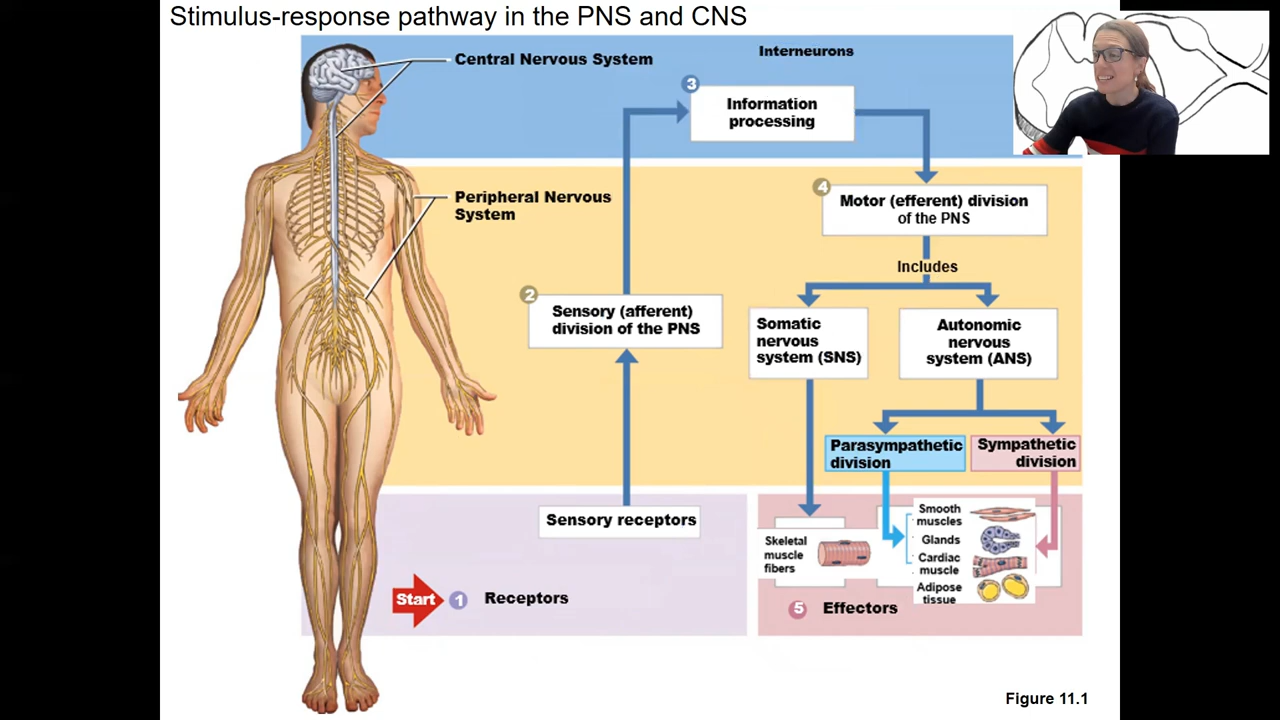 Stimulus-response pathway in the PNS and CNS
Central Nervous System
Interneurons
3
Information
processing
Peripheral Nervous
System
4
Motor (efferent) division
of the PNS
Includes
2
Sensory (afferent)
division of the PNS
Somatic
nervous
system (SNS)
Autonomic
nervous
system (ANS)
Parasympathetic
division
Sympathetic
division
Sensory receptors
Skeletal
muscle
fibers
Smooth
muscles
Glands
Cardiac
muscle
Adipose
tissue
Start
1
Receptors
5
Effectors
Figure 11.1